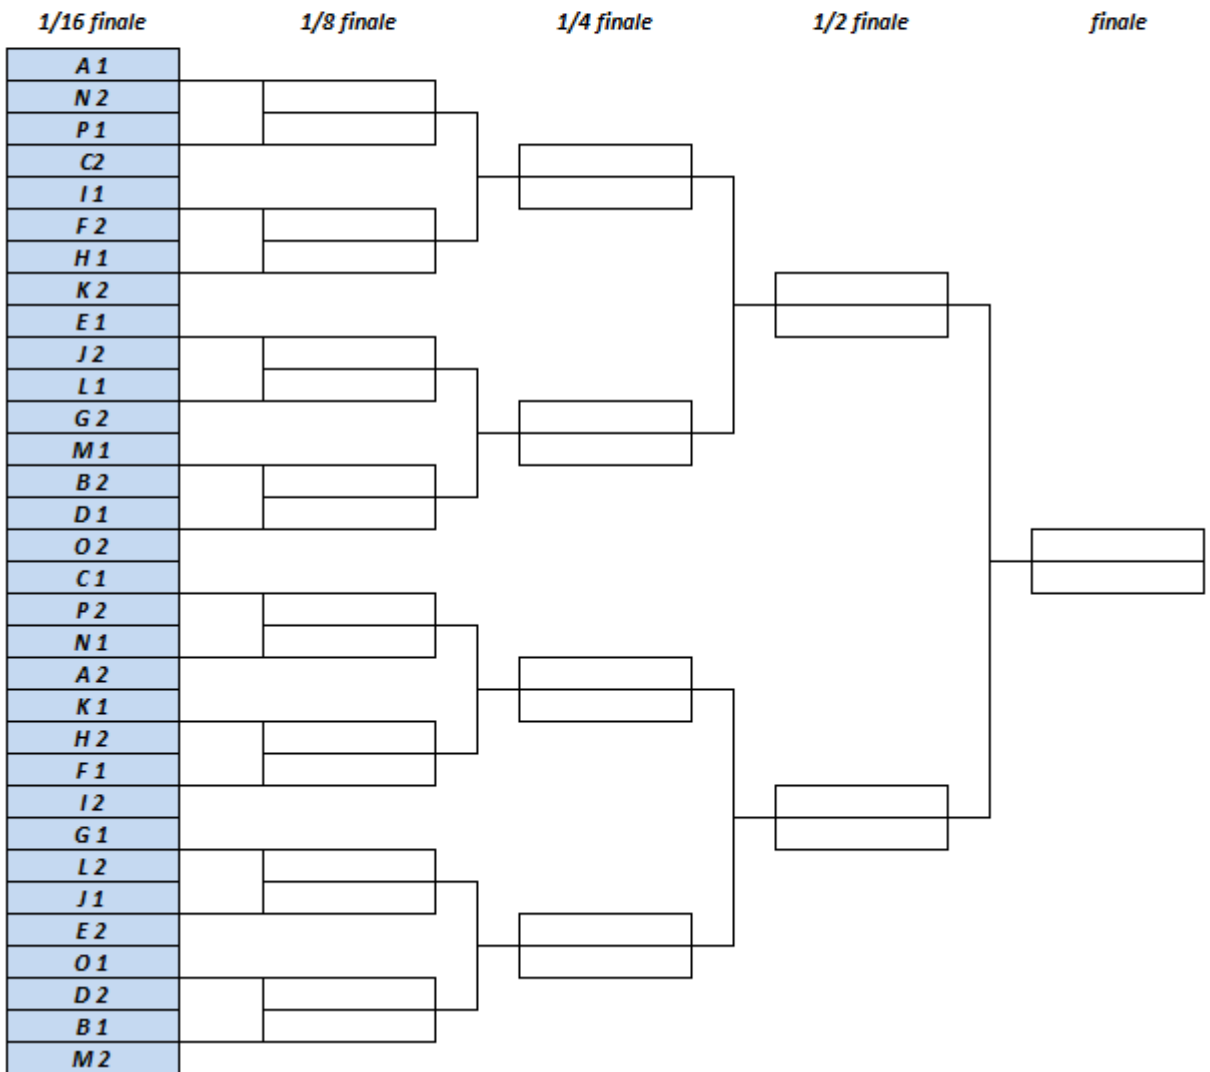 1/16 finale 1/8 finale 1/4 finale 1/2 finale finale
A 1
N 2
P 1
C2
I 1
F 2
H 1
K 2
E 1
J 2
L 1
G 2
M 1
B 2
D 1
O 2
C 1
P 2
N 1
A 2
K 1
H 2
F 1
I 2
G 1
L 2
J 1
E 2
O 1
D 2
B 1
M 2